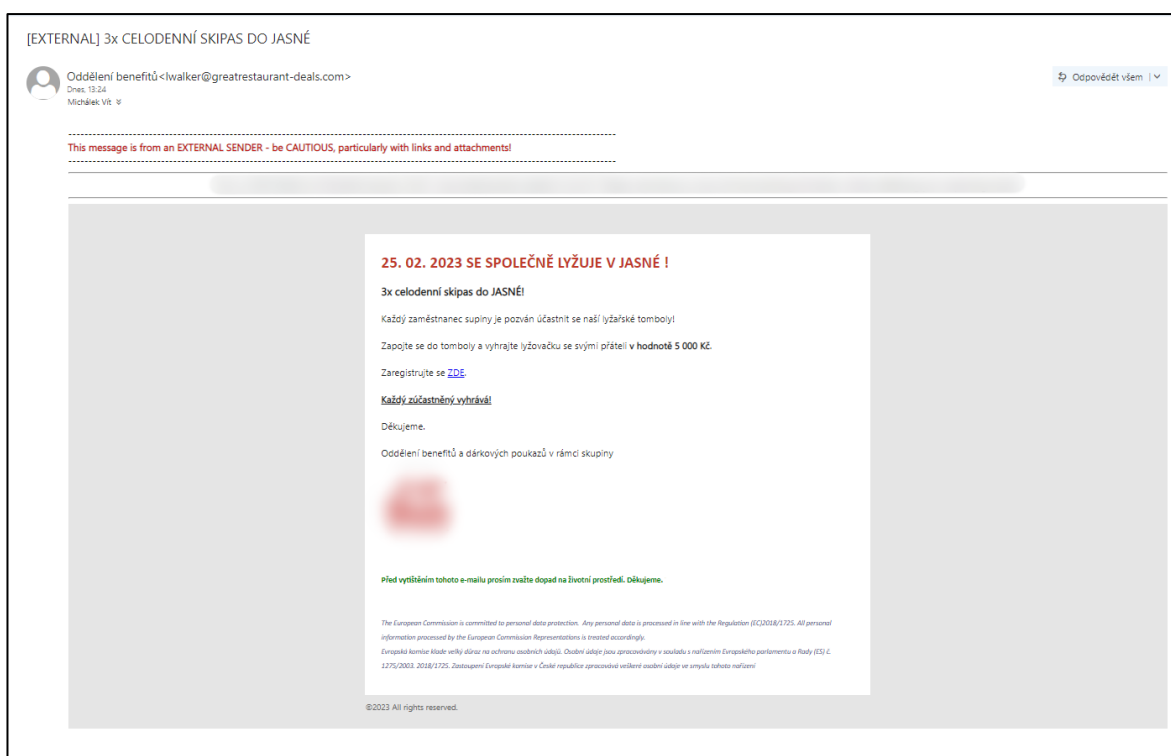 [EXTERNAL] 3x CELODENNÍ SKIPAS DO JASNÉ
Oddělení benefitů<lwalker@greatrestaurant-deals.com>
Odpovědět všem
Dnes, 13:24
Michálek Vít
This message is from an EXTERNAL SENDER - be CAUTIOUS, particularly with links and attachments!
25. 02. 2023 SE SPOLEČNĚ LYŽUJE V JASNÉ !
3x celodenní skipas do JASNÉ!
Každý zaměstnanec supiny je pozván účastnit se naší lyžařské tomboly!
Zapojte se do tomboly a vyhrajte lyžovačku se svými přáteli v hodnotě 5 000 Kč.
Zaregistrujte se ZDE.
Každý zúčastněný vyhrává!
Děkujeme.
Oddělení benefitů a dárkových poukazů v rámci skupiny
Před vytištěním tohoto e-mailu prosím zvažte dopad na životní prostředí. Děkujeme.
The European Commission is committed to personal data protection. Any personal data is processed in line with the Regulation (EC)2018/1725. All personal
information processed by the European Commission Representations is treated accordingly.
Evropská komise klade velký důraz na ochranu osobních údajů. Osobní údaje jsou zpracovávány v souladu s nařízením Evropského parlamentu a Rady (ES) č.
1275/2003. 2018/1725. Zastoupení Evropské komise v České republice zpracovává veškeré osobní údaje ve smyslu tohoto nařízení
©2023 All rights reserved.